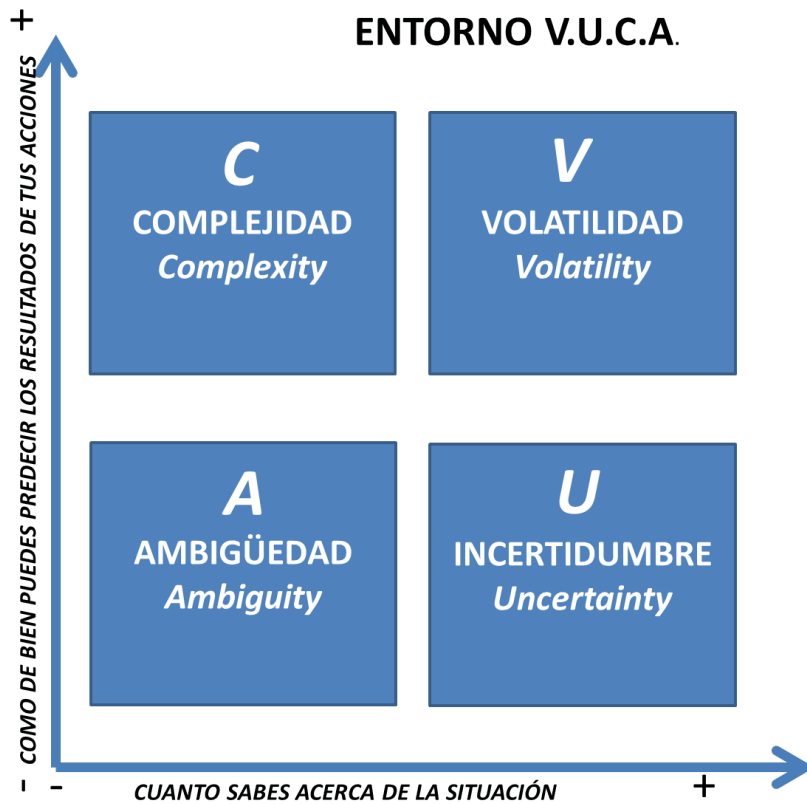 +
ENTORNO V.U.C.A.
COMO DE BIEN PUEDES PREDECIR LOS RESULTADOS DE TUS ACCIONES
C
COMPLEJIDAD
Complexity
V
VOLATILIDAD
Volatility
A
AMBIGÜEDAD
Ambiguity
U
INCERTIDUMBRE
Uncertainty
-
-
CUANTO SABES ACERCA DE LA SITUACIÓN
+